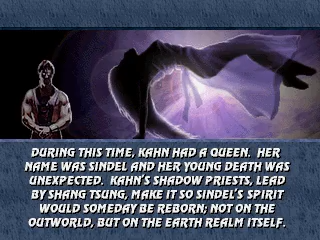 DURING THIS TIME, KAHN HAD A QUEEN. HER
NAME WAS SINDEL AND HER YOUNG DEATH WAS
UNEXPECTED. KAHN'S SHADOW PRIESTS, LEAD
BY SHANG TSUNG, MAKE IT SO SINDEL'S SPIRIT
WOULD SOMEDAY BE REBORN; NOT ON THE
OUTWORLD, BUT ON THE EARTH REALM ITSELF.